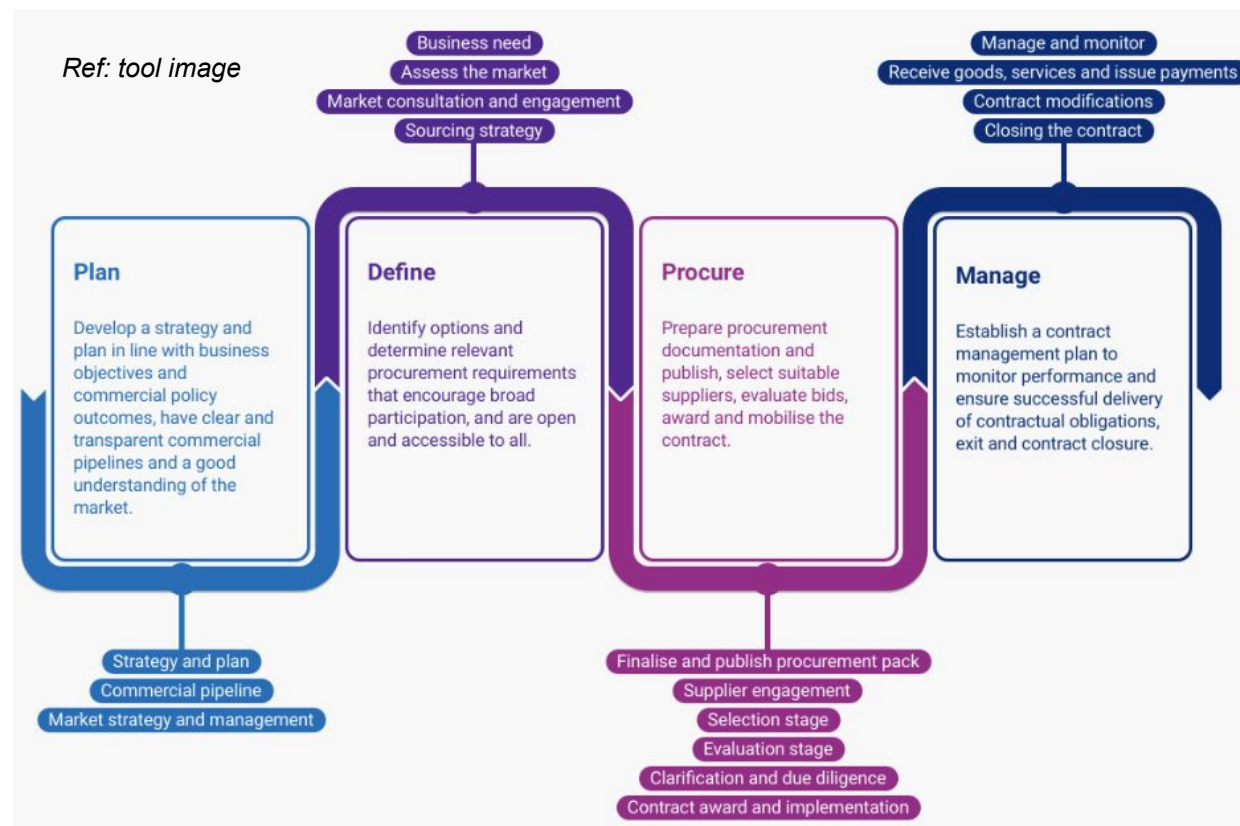 Ref: tool image
Business need
Assess the market
Market consultation and engagement
Sourcing strategy
Manage and monitor
Receive goods, services and issue payments
Contract modifications
Closing the contract
Plan
Develop a strategy and
plan in line with business
objectives and
commercial policy
outcomes, have clear and
transparent commercial
pipelines and a good
understanding of the
market.
Define
Identify options and
determine relevant
procurement requirements
that encourage broad
participation, and are open
and accessible to all.
Procure
Prepare procurement
documentation and
publish, select suitable
suppliers, evaluate bids,
award and mobilise the
contract.
Manage
Establish a contract
management plan to
monitor performance and
ensure successful delivery
of contractual obligations,
exit and contract closure.
Strategy and plan
Commercial pipeline
Market strategy and management
Finalise and publish procurement pack
Supplier engagement
Selection stage
Evaluation stage
Clarification and due diligence
Contract award and implementation